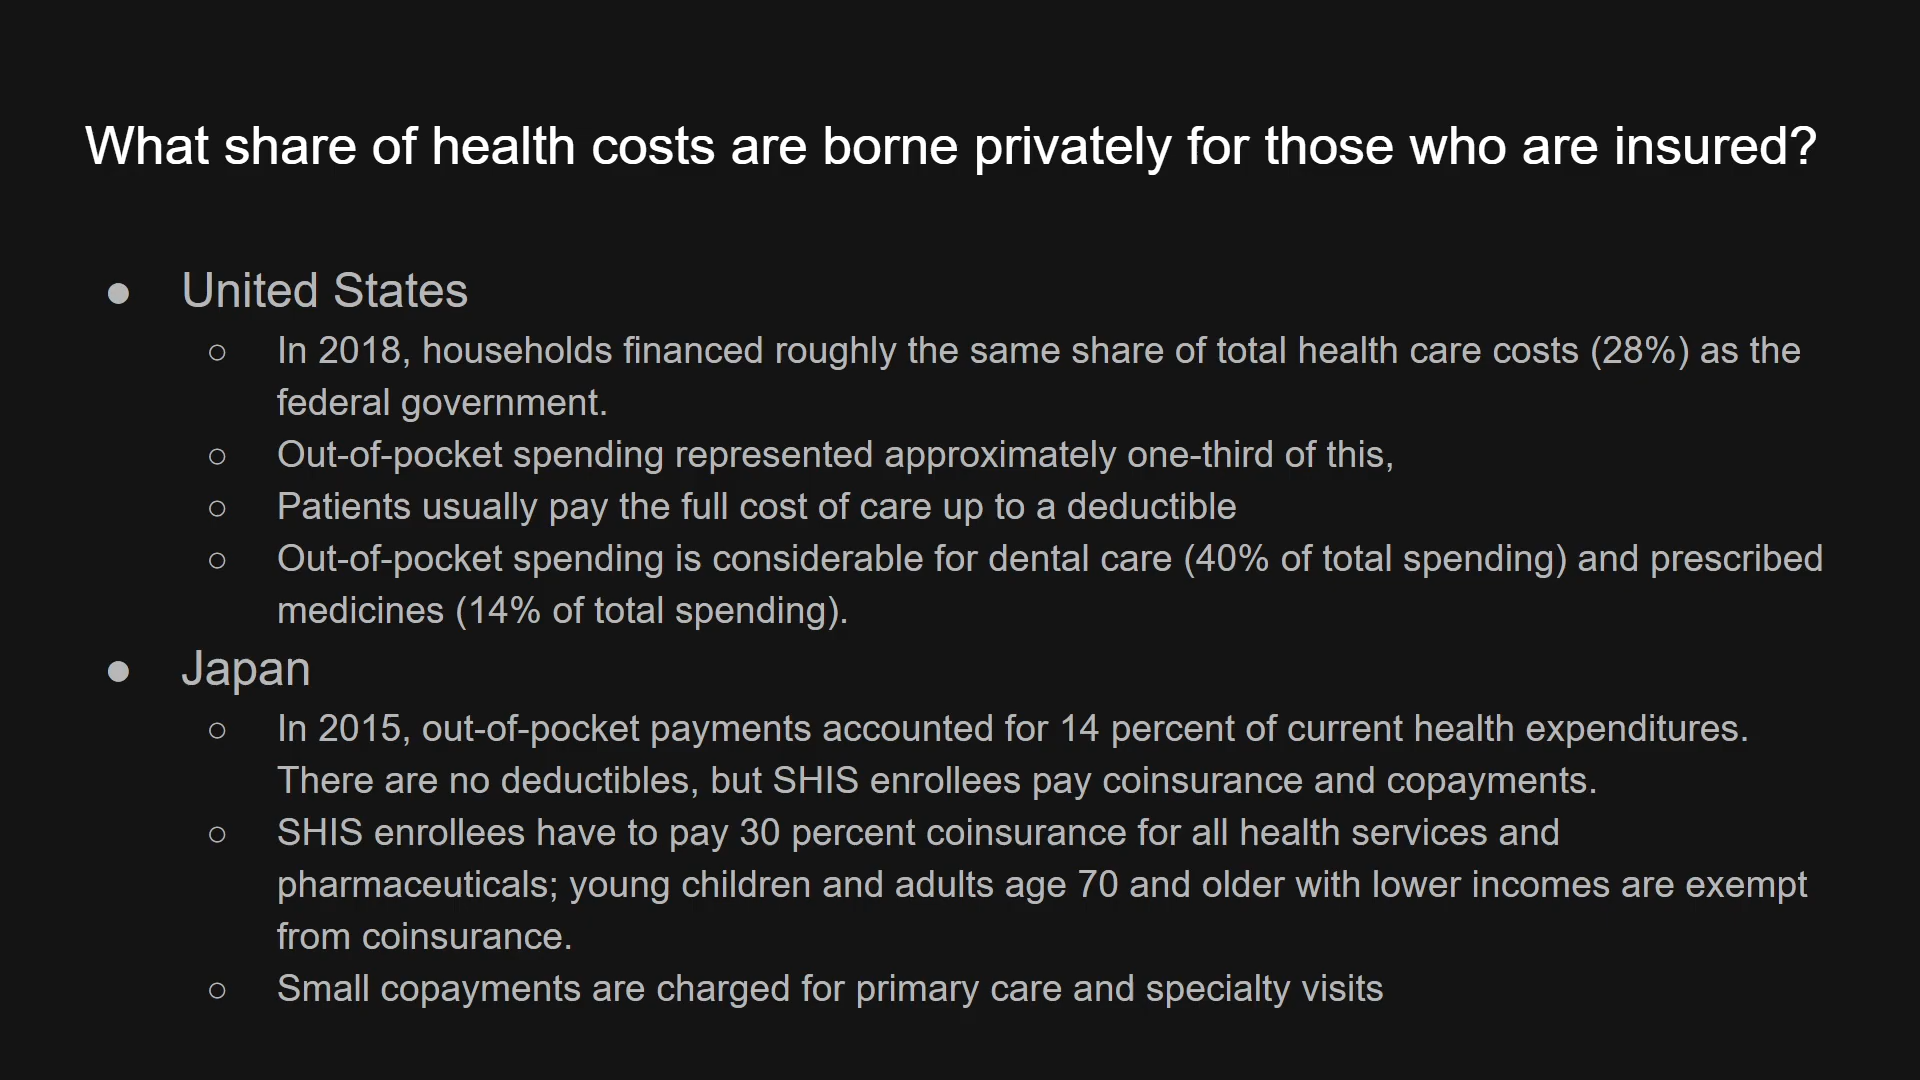 What share of health costs are borne privately for those who are insured?
● United States
○ In 2018, households financed roughly the same share of total health care costs (28%) as the
federal government.
○ Out-of-pocket spending represented approximately one-third of this,
○ Patients usually pay the full cost of care up to a deductible
○ Out-of-pocket spending is considerable for dental care (40% of total spending) and prescribed
medicines (14% of total spending).
● Japan
○ In 2015, out-of-pocket payments accounted for 14 percent of current health expenditures.
There are no deductibles, but SHIS enrollees pay coinsurance and copayments.
○ SHIS enrollees have to pay 30 percent coinsurance for all health services and
pharmaceuticals; young children and adults age 70 and older with lower incomes are exempt
from coinsurance.
○ Small copayments are charged for primary care and specialty visits